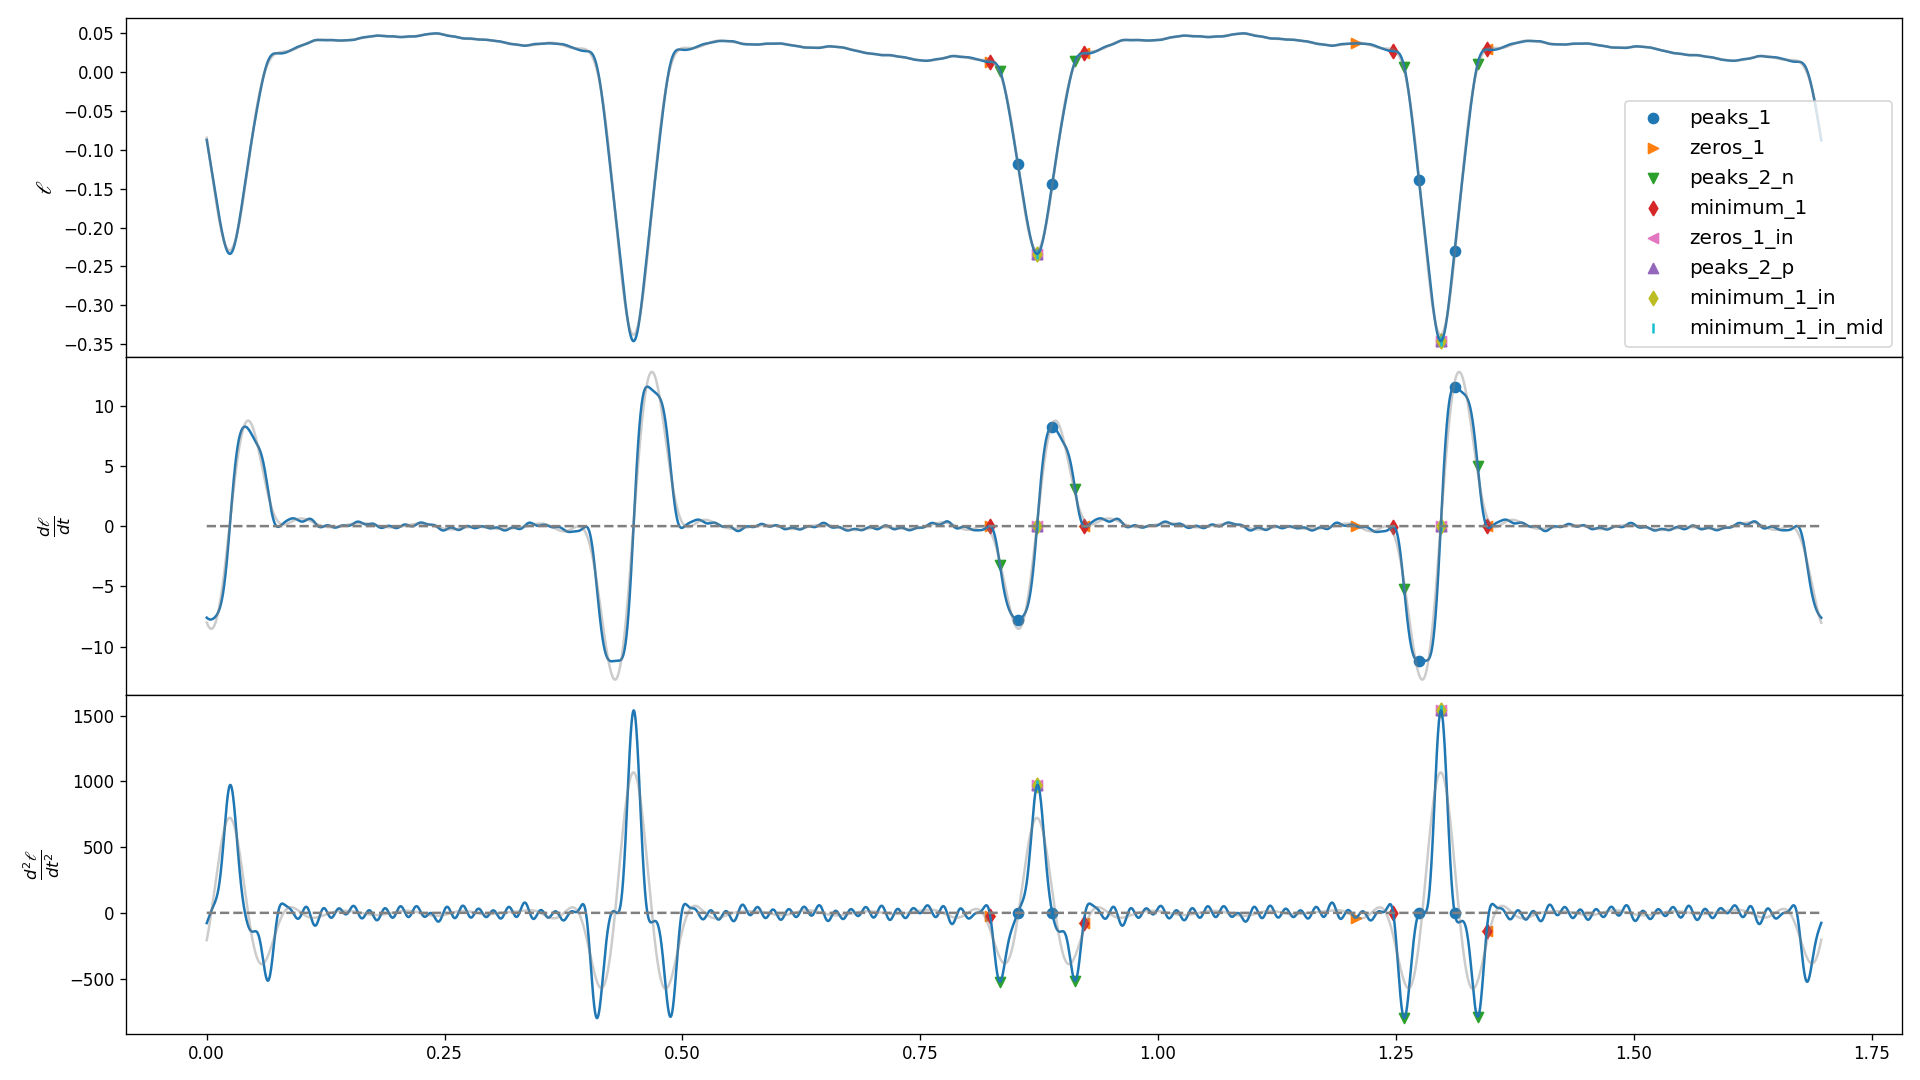 0.05
0.00
−0.05
−0.10
−0.15
−0.20
−0.25
−0.30
−0.35
ℓ
peaks_1
zeros_1
peaks_2_n
minimum_1
zeros_1_in
peaks_2_p
minimum_1_in
minimum_1_in_mid
10
5
0
−5
−10
dℓ
dt
1500
1000
500
0
−500
d²ℓ
dt²
0.00 0.25 0.50 0.75 1.00 1.25 1.50 1.75